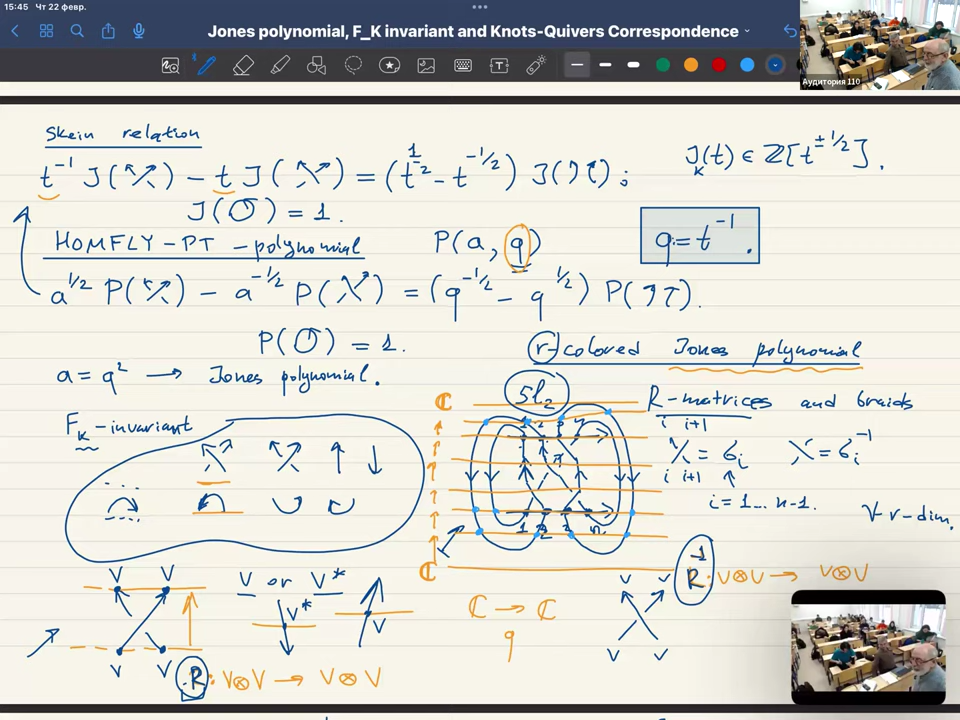 15:45 Чт 22 февр.
Jones polynomial, F_K invariant and Knots-Quivers Correspondence
Аудитория 110
Skein relation
t⁻¹ J( ) − t J( ) = (t^{1/2} − t^{-1/2}) J( ) ;
J_K(t) ∈ ℤ[t^{±1/2}].
J( ) = 1.
HOMFLY-PT - polynomial
P(a, q)
q = t⁻¹.
a^{1/2} P( ) − a^{-1/2} P( ) = (q^{-1/2} − q^{1/2}) P( ).
P( ) = 1.
r-colored Jones polynomial
a = q² → Jones polynomial.
sl₂
ℂ
R-matrices and braids
F_K-invariant
i i+1
= σ_i
= σ_i⁻¹
i i+1
i = 1... n-1.
V r-dim.
ℂ
V V
V or V*
V*
V
ℂ → ℂ
q
V V
R⁻¹: V⊗V → V⊗V
V V
V V
R: V⊗V → V⊗V